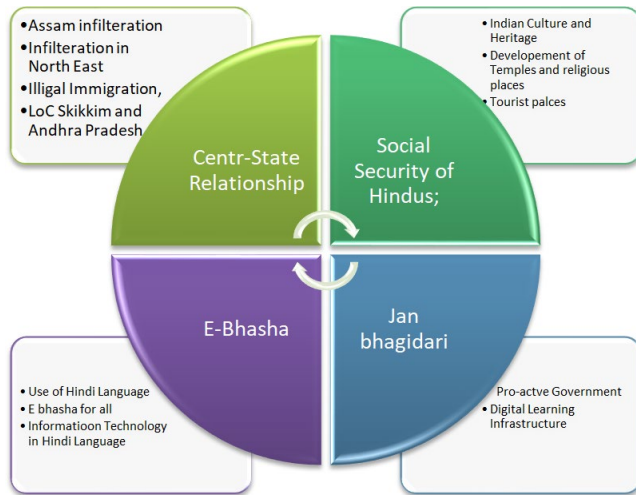 • Assam infilteration
• Infilteration in
North East
• Illigal Immigration,
• LoC Skikkim and
Andhra Pradesh
Centr-State
Relationship
• Indian Culture and
Heritage
• Developement of
Temples and religious
places
• Tourist palces
Social
Security of
Hindus;
E-Bhasha
• Use of Hindi Language
• E bhasha for all
• Informatioon Technology
in Hindi Language
Jan
bhagidari
Pro-actve Government
• Digital Learning
Infrastructure